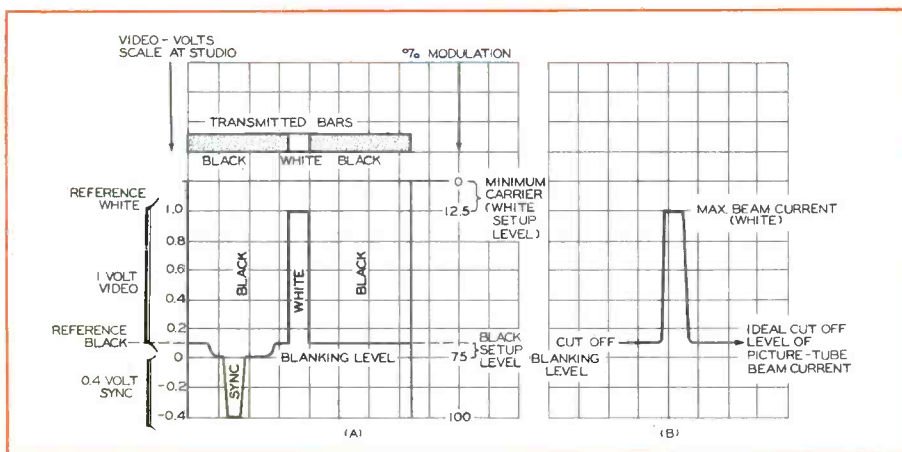 VIDEO - VOLTS
SCALE AT STUDIO
% MODULATION
TRANSMITTED BARS
BLACK WHITE BLACK
REFERENCE
WHITE
1.0
0.8
0.6
0.4
0.2
0
-0.2
-0.4
1 VOLT
VIDEO
REFERENCE
BLACK
0.4 VOLT
SYNC
BLACK
WHITE
BLACK
BLANKING LEVEL
SYNC
0
12.5
75
100
MINIMUM
CARRIER
(WHITE
SETUP
LEVEL)
BLACK
SETUP
LEVEL
(A)
MAX. BEAM CURRENT
(WHITE)
CUT OFF
BLANKING
LEVEL
IDEAL CUT OFF
LEVEL OF
PICTURE-TUBE
BEAM CURRENT
(B)